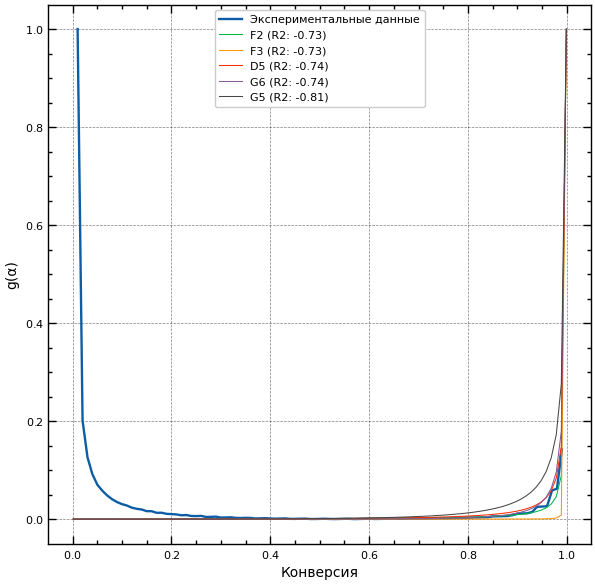 Экспериментальные данные
F2 (R2: -0.73)
F3 (R2: -0.73)
D5 (R2: -0.74)
G6 (R2: -0.74)
G5 (R2: -0.81)
g(α)
1.0
0.8
0.6
0.4
0.2
0.0
0.0 0.2 0.4 0.6 0.8 1.0
Конверсия